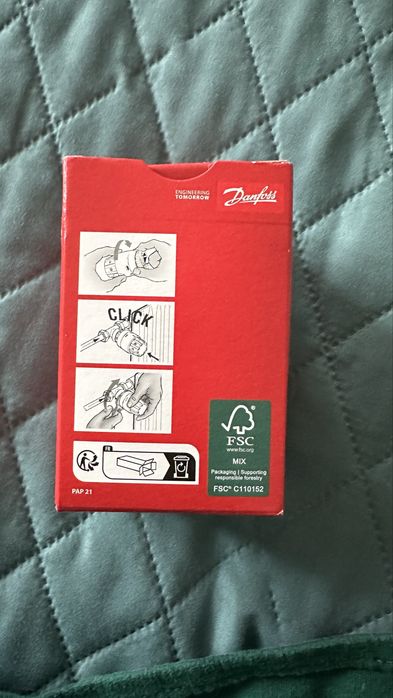 ENGINEERING
TOMORROW
Danfoss
CLICK
FR
FSC
www.fsc.org
MIX
Packaging | Supporting
responsible forestry
FSC® C110152
PAP 21